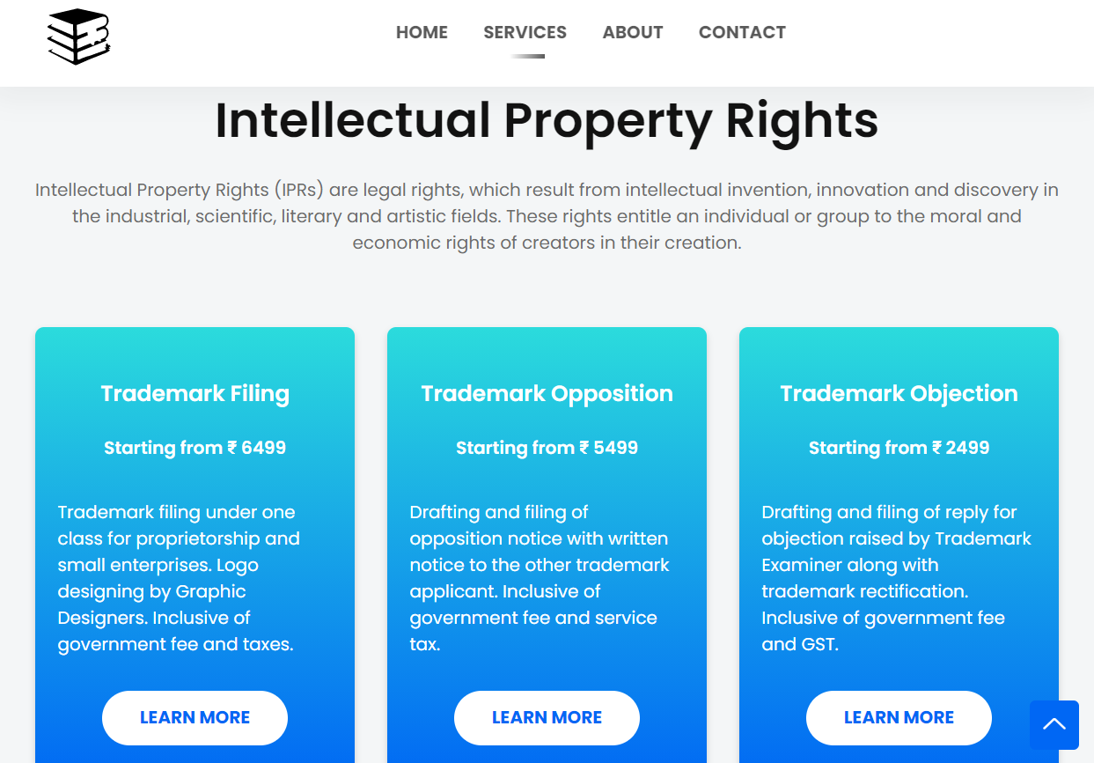 HOME SERVICES ABOUT CONTACT
Intellectual Property Rights
Intellectual Property Rights (IPRs) are legal rights, which result from intellectual invention, innovation and discovery in
the industrial, scientific, literary and artistic fields. These rights entitle an individual or group to the moral and
economic rights of creators in their creation.
Trademark Filing
Starting from ₹ 6499
Trademark filing under one
class for proprietorship and
small enterprises. Logo
designing by Graphic
Designers. Inclusive of
government fee and taxes.
LEARN MORE
Trademark Opposition
Starting from ₹ 5499
Drafting and filing of
opposition notice with written
notice to the other trademark
applicant. Inclusive of
government fee and service
tax.
LEARN MORE
Trademark Objection
Starting from ₹ 2499
Drafting and filing of reply for
objection raised by Trademark
Examiner along with
trademark rectification.
Inclusive of government fee
and GST.
LEARN MORE